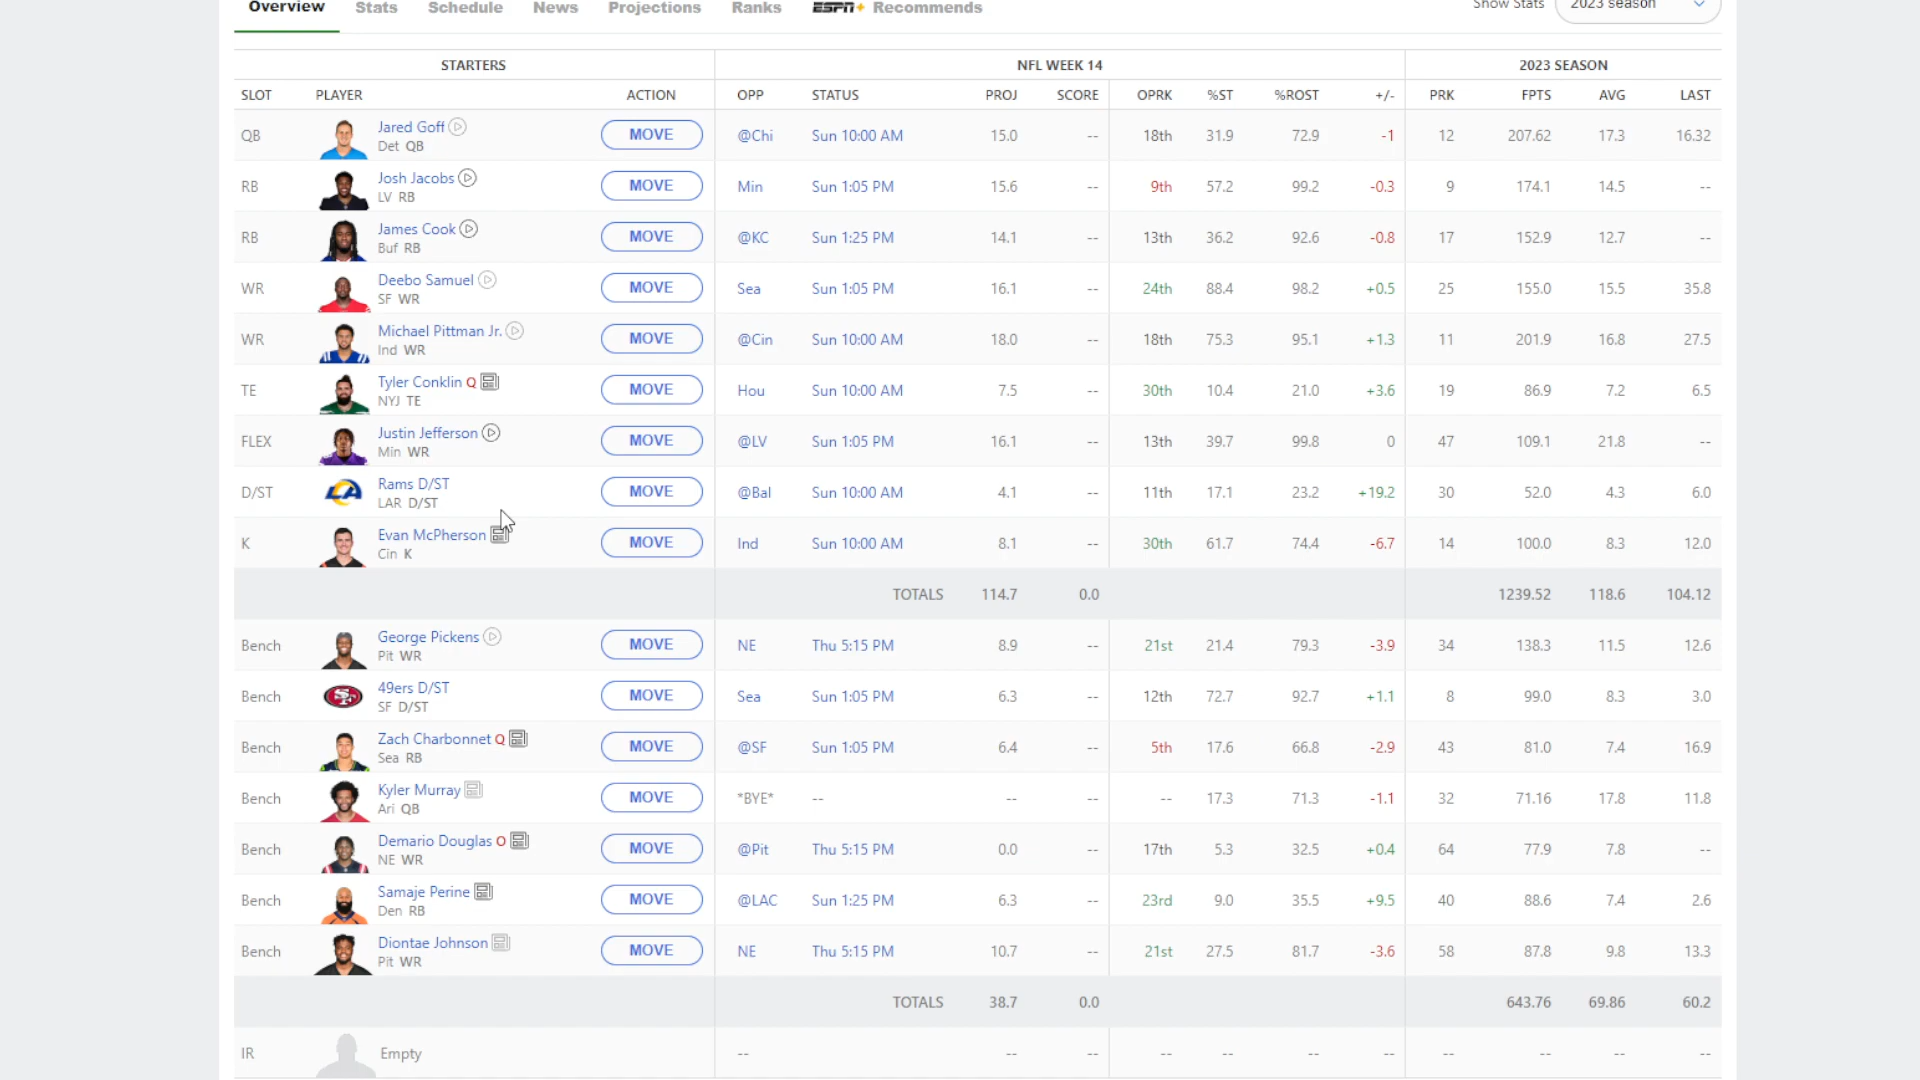 Overview Stats Schedule News Projections Ranks ESPN+ Recommends Show Stats 2023 season
STARTERS NFL WEEK 14 2023 SEASON
SLOT PLAYER ACTION OPP STATUS PROJ SCORE OPRK %ST %ROST +/- PRK FPTS AVG LAST
QB Jared Goff MOVE @Chi Sun 10:00 AM 15.0 -- 18th 31.9 72.9 -1 12 207.62 17.3 16.32
Det QB
RB Josh Jacobs MOVE Min Sun 1:05 PM 15.6 -- 9th 57.2 99.2 -0.3 9 174.1 14.5 --
LV RB
RB James Cook MOVE @KC Sun 1:25 PM 14.1 -- 13th 36.2 92.6 -0.8 17 152.9 12.7 --
Buf RB
WR Deebo Samuel MOVE Sea Sun 1:05 PM 16.1 -- 24th 88.4 98.2 +0.5 25 155.0 15.5 35.8
SF WR
WR Michael Pittman Jr. MOVE @Cin Sun 10:00 AM 18.0 -- 18th 75.3 95.1 +1.3 11 201.9 16.8 27.5
Ind WR
TE Tyler Conklin Q MOVE Hou Sun 10:00 AM 7.5 -- 30th 10.4 21.0 +3.6 19 86.9 7.2 6.5
NYJ TE
FLEX Justin Jefferson MOVE @LV Sun 1:05 PM 16.1 -- 13th 39.7 99.8 0 47 109.1 21.8 --
Min WR
D/ST Rams D/ST MOVE @Bal Sun 10:00 AM 4.1 -- 11th 17.1 23.2 +19.2 30 52.0 4.3 6.0
LAR D/ST
K Evan McPherson MOVE Ind Sun 10:00 AM 8.1 -- 30th 61.7 74.4 -6.7 14 100.0 8.3 12.0
Cin K
TOTALS 114.7 0.0 1239.52 118.6 104.12
Bench George Pickens MOVE NE Thu 5:15 PM 8.9 -- 21st 21.4 79.3 -3.9 34 138.3 11.5 12.6
Pit WR
Bench 49ers D/ST MOVE Sea Sun 1:05 PM 6.3 -- 12th 72.7 92.7 +1.1 8 99.0 8.3 3.0
SF D/ST
Bench Zach Charbonnet Q MOVE @SF Sun 1:05 PM 6.4 -- 5th 17.6 66.8 -2.9 43 81.0 7.4 16.9
Sea RB
Bench Kyler Murray MOVE *BYE* -- -- -- -- 17.3 71.3 -1.1 32 71.16 17.8 11.8
Ari QB
Bench Demario Douglas O MOVE @Pit Thu 5:15 PM 0.0 -- 17th 5.3 32.5 +0.4 64 77.9 7.8 --
NE WR
Bench Samaje Perine MOVE @LAC Sun 1:25 PM 6.3 -- 23rd 9.0 35.5 +9.5 40 88.6 7.4 2.6
Den RB
Bench Diontae Johnson MOVE NE Thu 5:15 PM 10.7 -- 21st 27.5 81.7 -3.6 58 87.8 9.8 13.3
Pit WR
TOTALS 38.7 0.0 643.76 69.86 60.2
IR Empty -- -- -- -- -- -- -- -- -- -- --